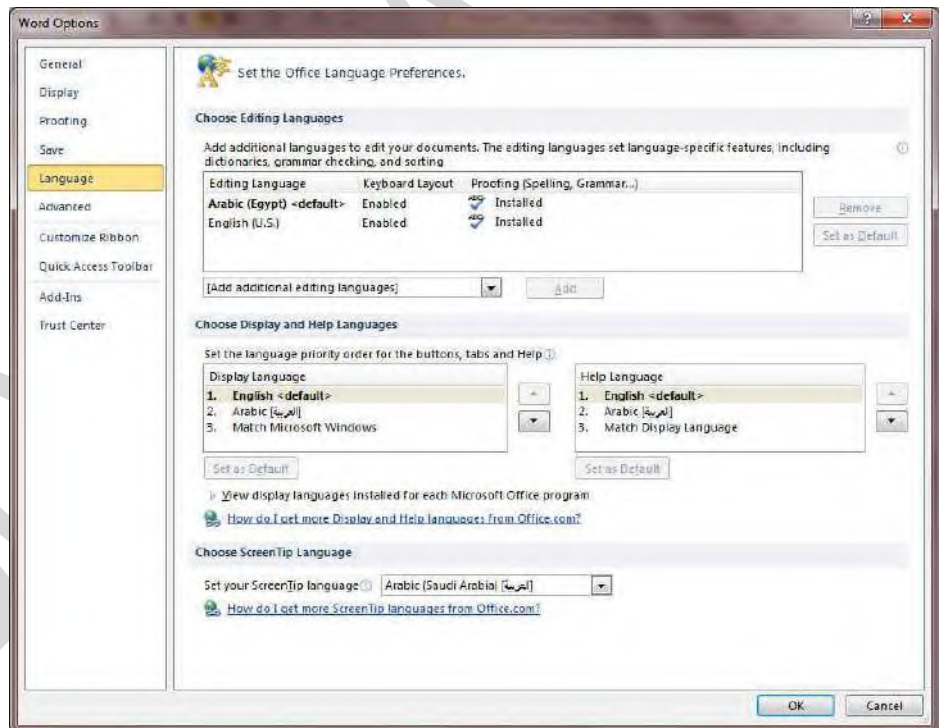 Word Options
General
Display
Proofing
Save
Language
Advanced
Customize Ribbon
Quick Access Toolbar
Add-Ins
Trust Center
Set the Office Language Preferences.
Choose Editing Languages
Add additional languages to edit your documents. The editing languages set language-specific features, including
dictionaries, grammar checking, and sorting
Editing Language Keyboard Layout Proofing (Spelling, Grammar...)
Arabic (Egypt) <default> Enabled Installed
English (U.S.) Enabled Installed
Remove
Set as Default
[Add additional editing languages] Add
Choose Display and Help Languages
Set the language priority order for the buttons, tabs and Help
Display Language
1. English <default>
2. Arabic [العربية]
3. Match Microsoft Windows
Set as Default
Help Language
1. English <default>
2. Arabic [العربية]
3. Match Display Language
Set as Default
View display languages installed for each Microsoft Office program
How do I get more Display and Help languages from Office.com?
Choose ScreenTip Language
Set your ScreenTip language Arabic (Saudi Arabia) [العربية]
How do I get more ScreenTip languages from Office.com?
OK Cancel